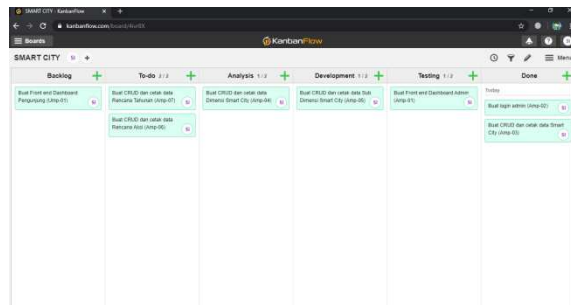 SMART CITY - KanbanFlow
kanbanflow.com/board/4iwttX
Boards
KanbanFlow
SMART CITY
Menu
Backlog
Buat Front end Dashboard
Pengunjung (Ump-01)
To-do 2 / 2
Buat CRUD dan cetak data
Rencana Tahunan (Amp-07)
Buat CRUD dan cetak data
Rencana Aksi (Amp-06)
Analysis 1 / 2
Buat CRUD dan cetak data
Dimensi Smart City (Amp-04)
Development 1 / 2
Buat CRUD dan cetak data Sub
Dimensi Smart City (Amp-05)
Testing 1 / 2
Buat Front end Dashboard Admin
(Amp-01)
Done
Today
Buat login admin (Amp-02)
Buat CRUD dan cetak data Smart
City (Amp-03)